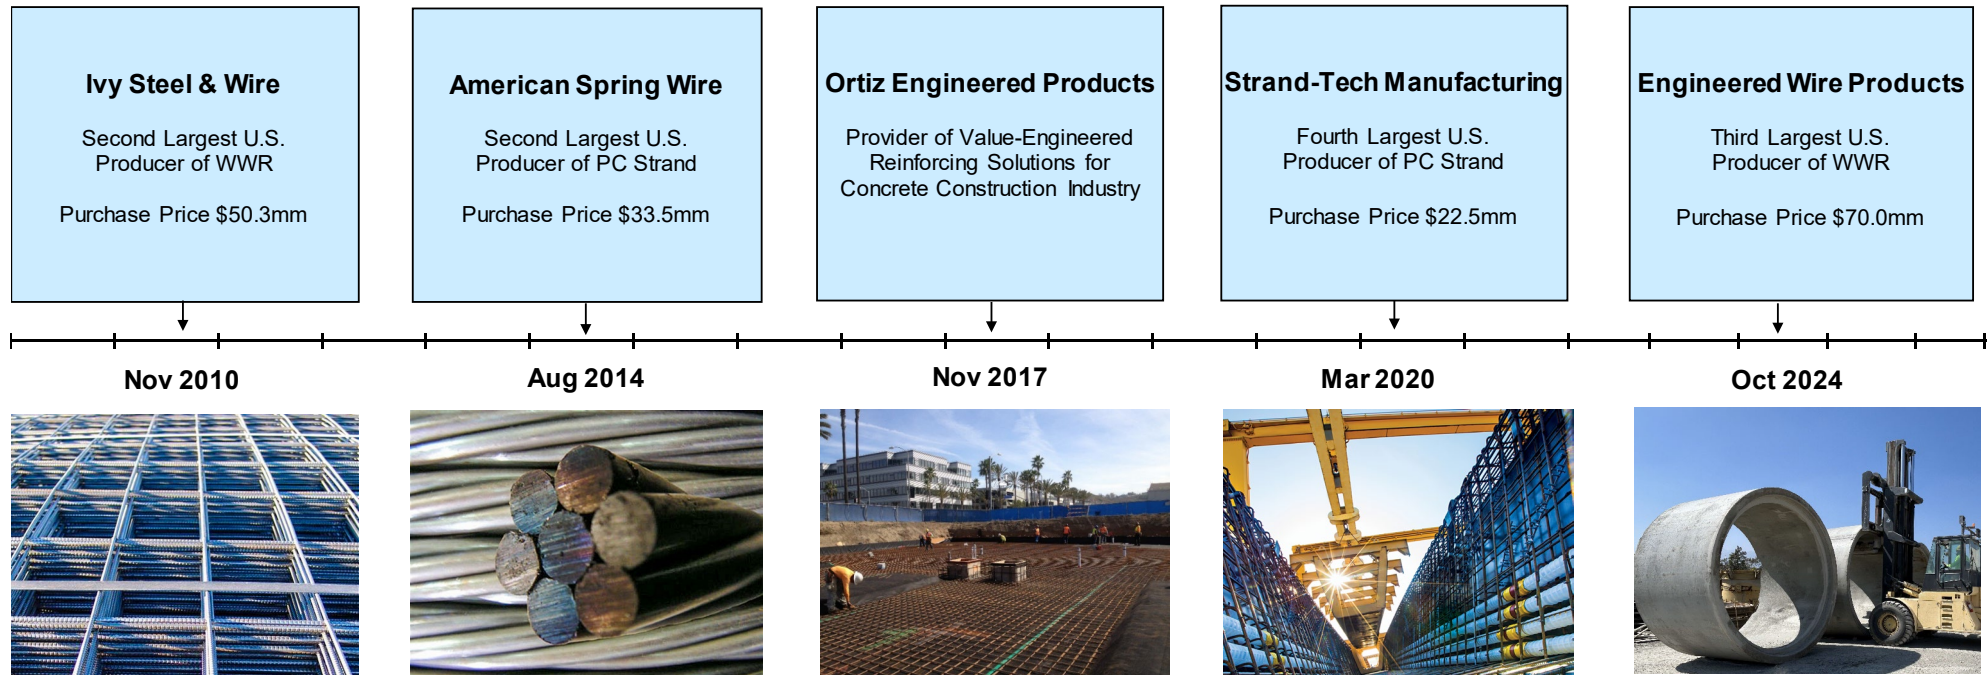 Ivy Steel & Wire
Second Largest U.S.
Producer of WWR
Purchase Price $50.3mm
American Spring Wire
Second Largest U.S.
Producer of PC Strand
Purchase Price $33.5mm
Ortiz Engineered Products
Provider of Value-Engineered
Reinforcing Solutions for
Concrete Construction Industry
Strand-Tech Manufacturing
Fourth Largest U.S.
Producer of PC Strand
Purchase Price $22.5mm
Engineered Wire Products
Third Largest U.S.
Producer of WWR
Purchase Price $70.0mm
Nov 2010
Aug 2014
Nov 2017
Mar 2020
Oct 2024